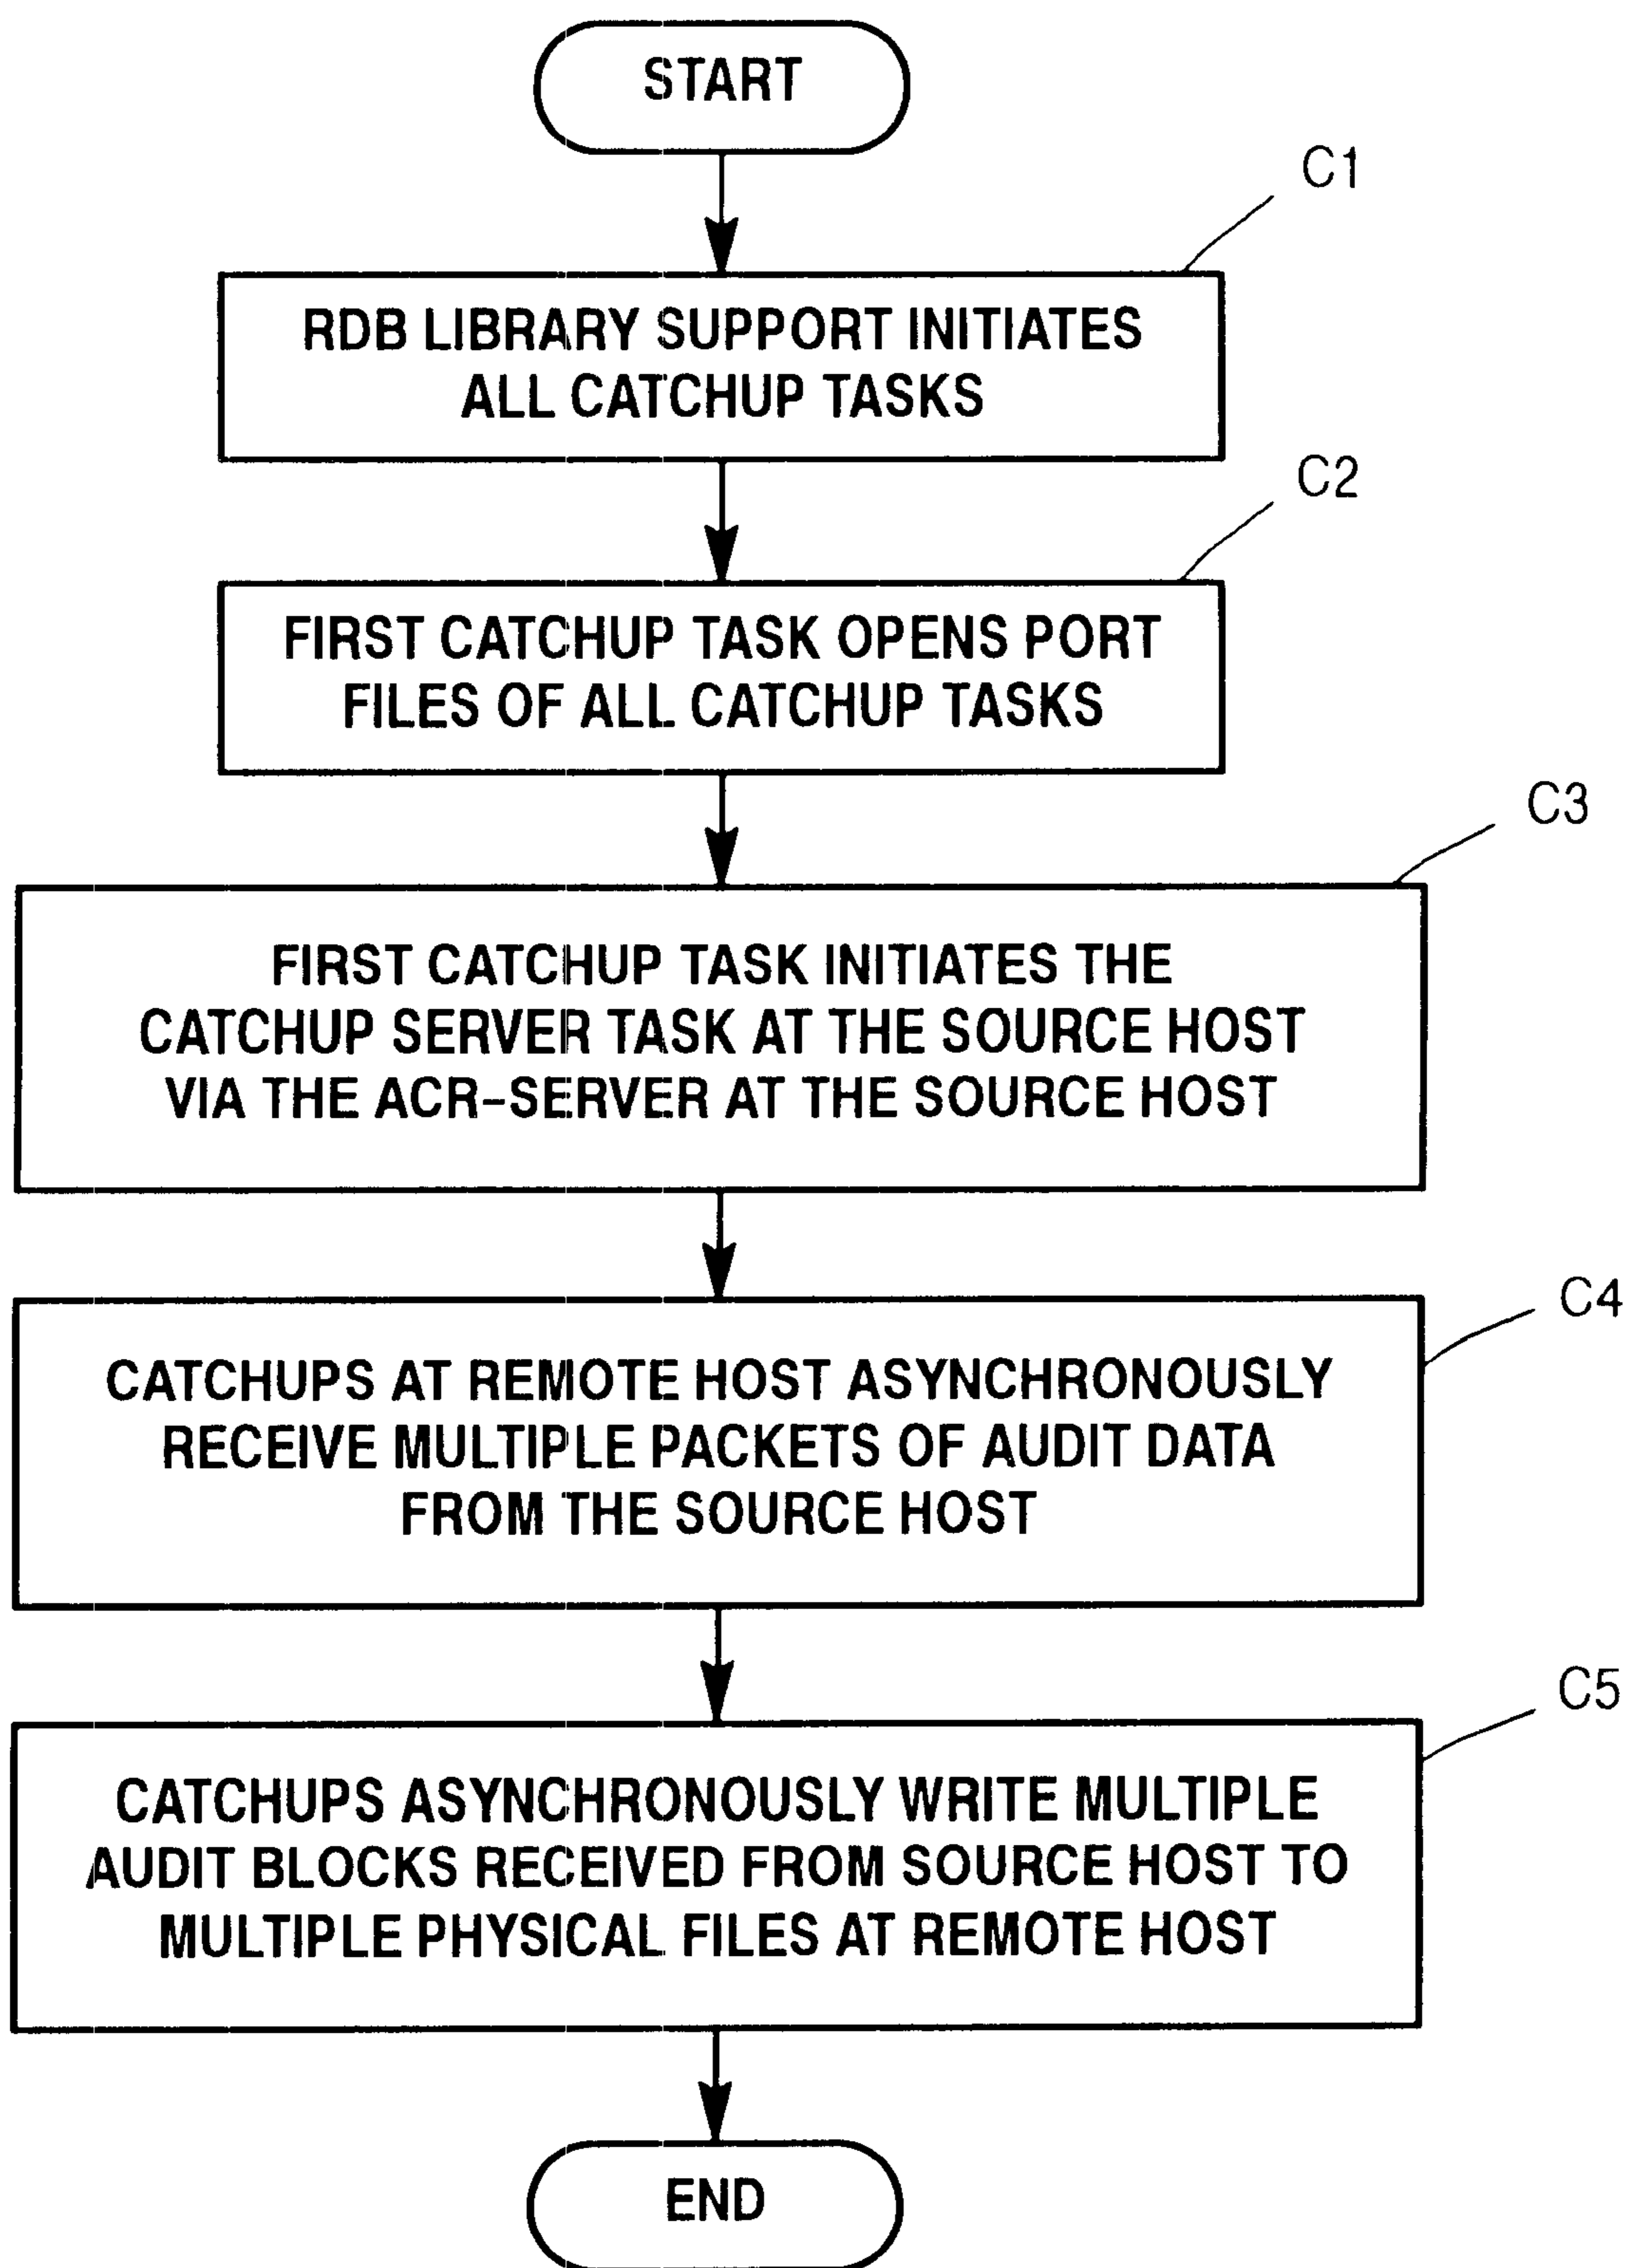 START
C1
RDB LIBRARY SUPPORT INITIATES
ALL CATCHUP TASKS
C2
FIRST CATCHUP TASK OPENS PORT
FILES OF ALL CATCHUP TASKS
C3
FIRST CATCHUP TASK INITIATES THE
CATCHUP SERVER TASK AT THE SOURCE HOST
VIA THE ACR-SERVER AT THE SOURCE HOST
C4
CATCHUPS AT REMOTE HOST ASYNCHRONOUSLY
RECEIVE MULTIPLE PACKETS OF AUDIT DATA
FROM THE SOURCE HOST
C5
CATCHUPS ASYNCHRONOUSLY WRITE MULTIPLE
AUDIT BLOCKS RECEIVED FROM SOURCE HOST TO
MULTIPLE PHYSICAL FILES AT REMOTE HOST
END